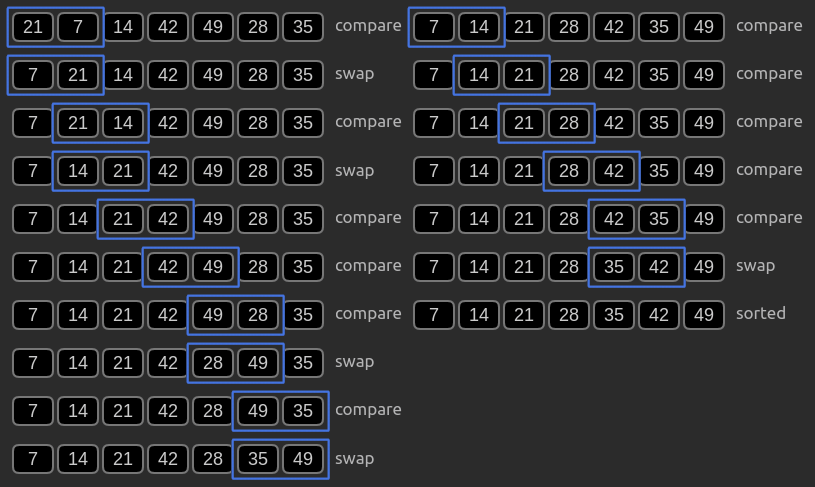 21 7 14 42 49 28 35 compare
7 21 14 42 49 28 35 swap
7 21 14 42 49 28 35 compare
7 14 21 42 49 28 35 swap
7 14 21 42 49 28 35 compare
7 14 21 42 49 28 35 compare
7 14 21 42 49 28 35 compare
7 14 21 42 28 49 35 swap
7 14 21 42 28 49 35 compare
7 14 21 42 28 35 49 swap
7 14 21 28 42 35 49 compare
7 14 21 28 42 35 49 compare
7 14 21 28 42 35 49 compare
7 14 21 28 42 35 49 compare
7 14 21 28 42 35 49 compare
7 14 21 28 35 42 49 swap
7 14 21 28 35 42 49 sorted